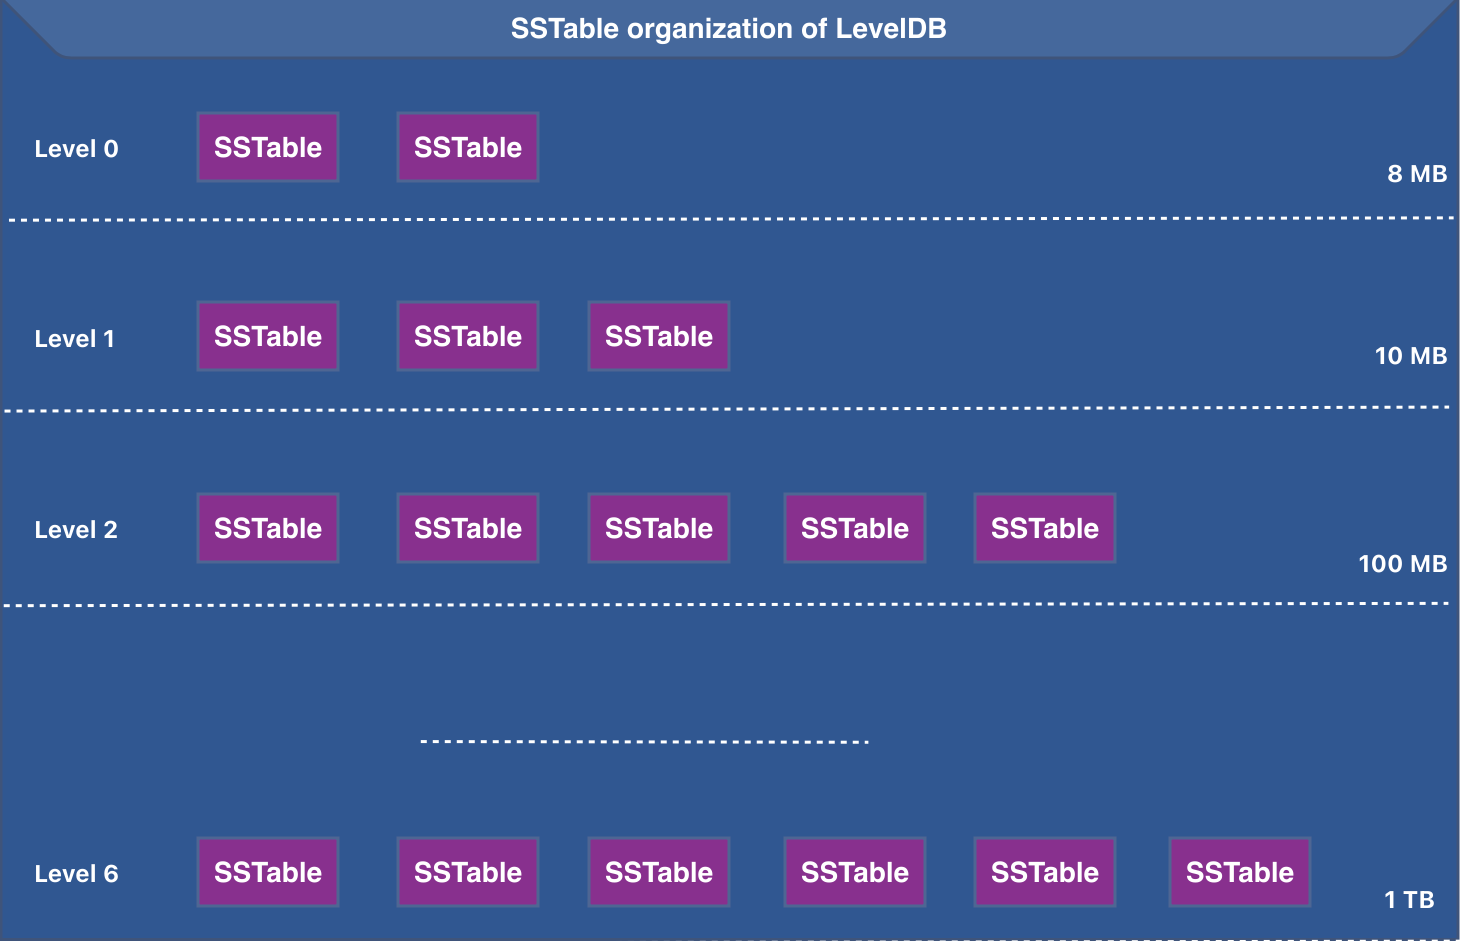 SSTable organization of LevelDB
Level 0 SSTable SSTable 8 MB
Level 1 SSTable SSTable SSTable 10 MB
Level 2 SSTable SSTable SSTable SSTable SSTable 100 MB
Level 6 SSTable SSTable SSTable SSTable SSTable SSTable 1 TB